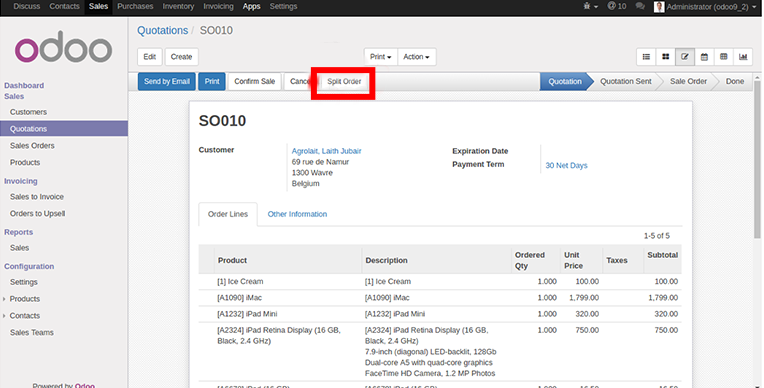 Discuss Contacts Sales Purchases Inventory Invoicing Apps Settings @ 10 Administrator (odoo9_2)
odoo
Quotations / SO010
Edit Create Print Action
Send by Email Print Confirm Sale Split Order Quotation Quotation Sent Sale Order Done
Dashboard
Sales
Customers
Quotations
Sales Orders
Products
Invoicing
Sales to Invoice
Orders to Upsell
Reports
Sales
Configuration
Settings
Products
Contacts
Sales Teams
Powered by Odoo
SO010
Customer Agrolait, Laith Jubair
69 rue de Namur
1300 Wavre
Belgium
Expiration Date
Payment Term 30 Net Days
Order Lines Other Information
1-5 of 5
Product Description Ordered Qty Unit Price Taxes Subtotal
[1] Ice Cream [1] Ice Cream 1.000 100.00 100.00
[A1090] iMac [A1090] iMac 1.000 1,799.00 1,799.00
[A1232] iPad Mini [A1232] iPad Mini 1.000 320.00 320.00
[A2324] iPad Retina Display (16 GB, [A2324] iPad Retina Display (16 GB, 1.000 750.00 750.00
Black, 2.4 GHz) Black, 2.4 GHz)
7.9-inch (diagonal) LED-backlit, 128Gb
Dual-core A5 with quad-core graphics
FaceTime HD Camera, 1.2 MP Photos